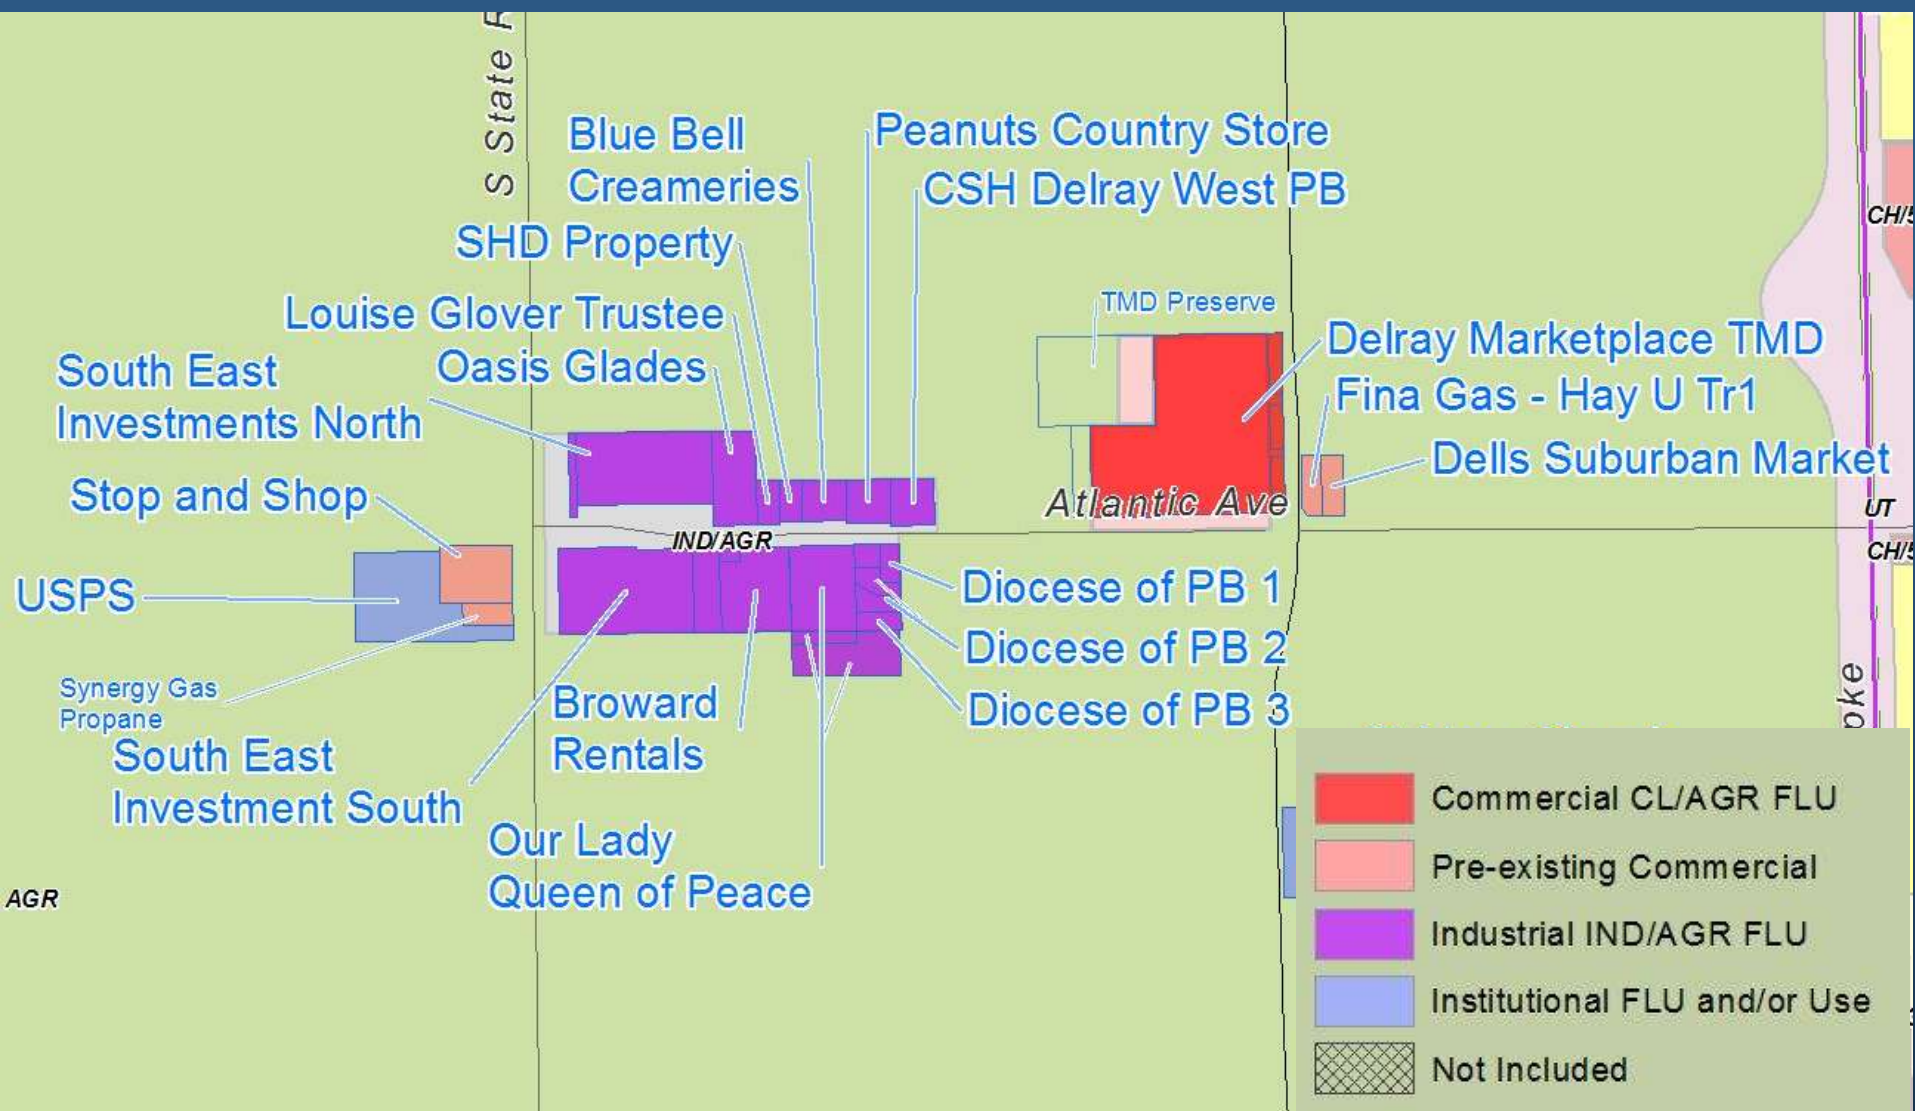 S State R
Blue Bell
Creameries
Peanuts Country Store
CSH Delray West PB
CH/5
SHD Property
TMD Preserve
Louise Glover Trustee
Delray Marketplace TMD
South East
Investments North
Oasis Glades
Fina Gas - Hay U Tr1
Dells Suburban Market
Stop and Shop
Atlantic Ave
UT
IND/AGR
CH/5
USPS
Diocese of PB 1
Diocese of PB 2
Synergy Gas
Propane
Broward
Rentals
Diocese of PB 3
oke
South East
Investment South
Our Lady
Queen of Peace
AGR
Commercial CL/AGR FLU
Pre-existing Commercial
Industrial IND/AGR FLU
Institutional FLU and/or Use
Not Included